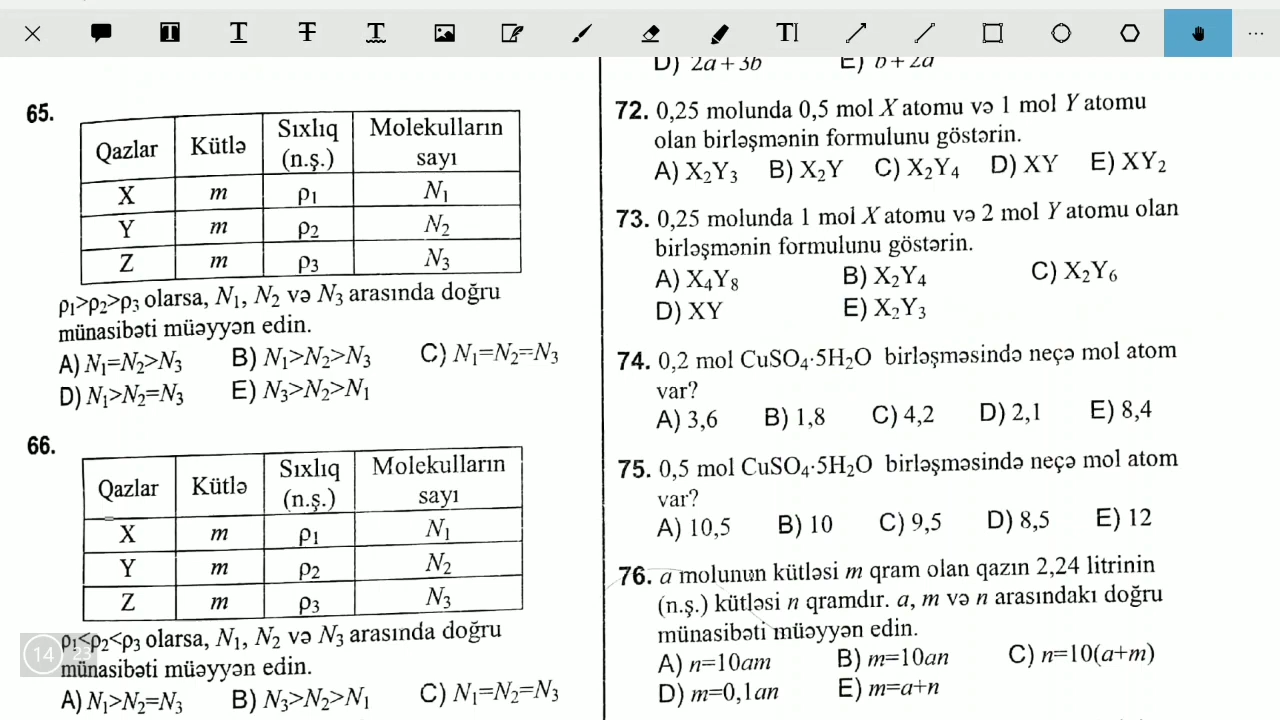 65.
Qazlar Kütlə Sıxlıq (n.ş.) Molekulların sayı
X m ρ₁ N₁
Y m ρ₂ N₂
Z m ρ₃ N₃
ρ₁>ρ₂>ρ₃ olarsa, N₁, N₂ və N₃ arasında doğru
münasibəti müəyyən edin.
A) N₁=N₂>N₃ B) N₁>N₂>N₃ C) N₁=N₂=N₃
D) N₁>N₂=N₃ E) N₃>N₂>N₁
66.
Qazlar Kütlə Sıxlıq (n.ş.) Molekulların sayı
X m ρ₁ N₁
Y m ρ₂ N₂
Z m ρ₃ N₃
ρ₁<ρ₂<ρ₃ olarsa, N₁, N₂ və N₃ arasında doğru
münasibəti müəyyən edin.
A) N₁>N₂=N₃ B) N₃>N₂>N₁ C) N₁=N₂=N₃
14 23
D) 2a+3b E) b+2a
72. 0,25 molunda 0,5 mol X atomu və 1 mol Y atomu
olan birləşmənin formulunu göstərin.
A) X₂Y₃ B) X₂Y C) X₂Y₄ D) XY E) XY₂
73. 0,25 molunda 1 mol X atomu və 2 mol Y atomu olan
birləşmənin formulunu göstərin.
A) X₄Y₈ B) X₂Y₄ C) X₂Y₆
D) XY E) X₂Y₃
74. 0,2 mol CuSO₄·5H₂O birləşməsində neçə mol atom
var?
A) 3,6 B) 1,8 C) 4,2 D) 2,1 E) 8,4
75. 0,5 mol CuSO₄·5H₂O birləşməsində neçə mol atom
var?
A) 10,5 B) 10 C) 9,5 D) 8,5 E) 12
76. a molunun kütləsi m qram olan qazın 2,24 litrinin
(n.ş.) kütləsi n qramdır. a, m və n arasındakı doğru
münasibəti müəyyən edin.
A) n=10am B) m=10an C) n=10(a+m)
D) m=0,1an E) m=a+n